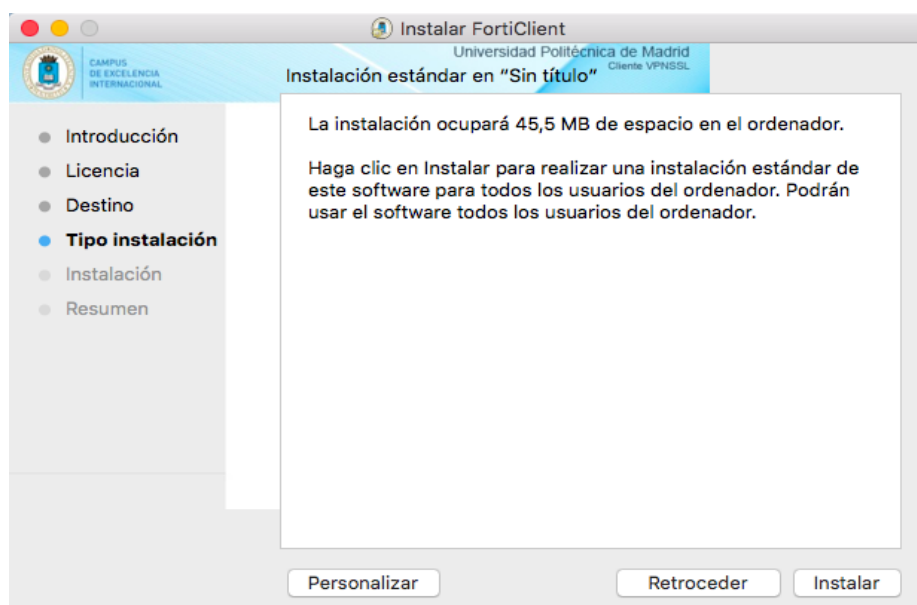 Instalar FortiClient
CAMPUS
DE EXCELENCIA
INTERNACIONAL
Universidad Politécnica de Madrid
Cliente VPNSSL
Instalación estándar en "Sin título"
Introducción
Licencia
Destino
Tipo instalación
Instalación
Resumen
La instalación ocupará 45,5 MB de espacio en el ordenador.
Haga clic en Instalar para realizar una instalación estándar de
este software para todos los usuarios del ordenador. Podrán
usar el software todos los usuarios del ordenador.
Personalizar
Retroceder
Instalar